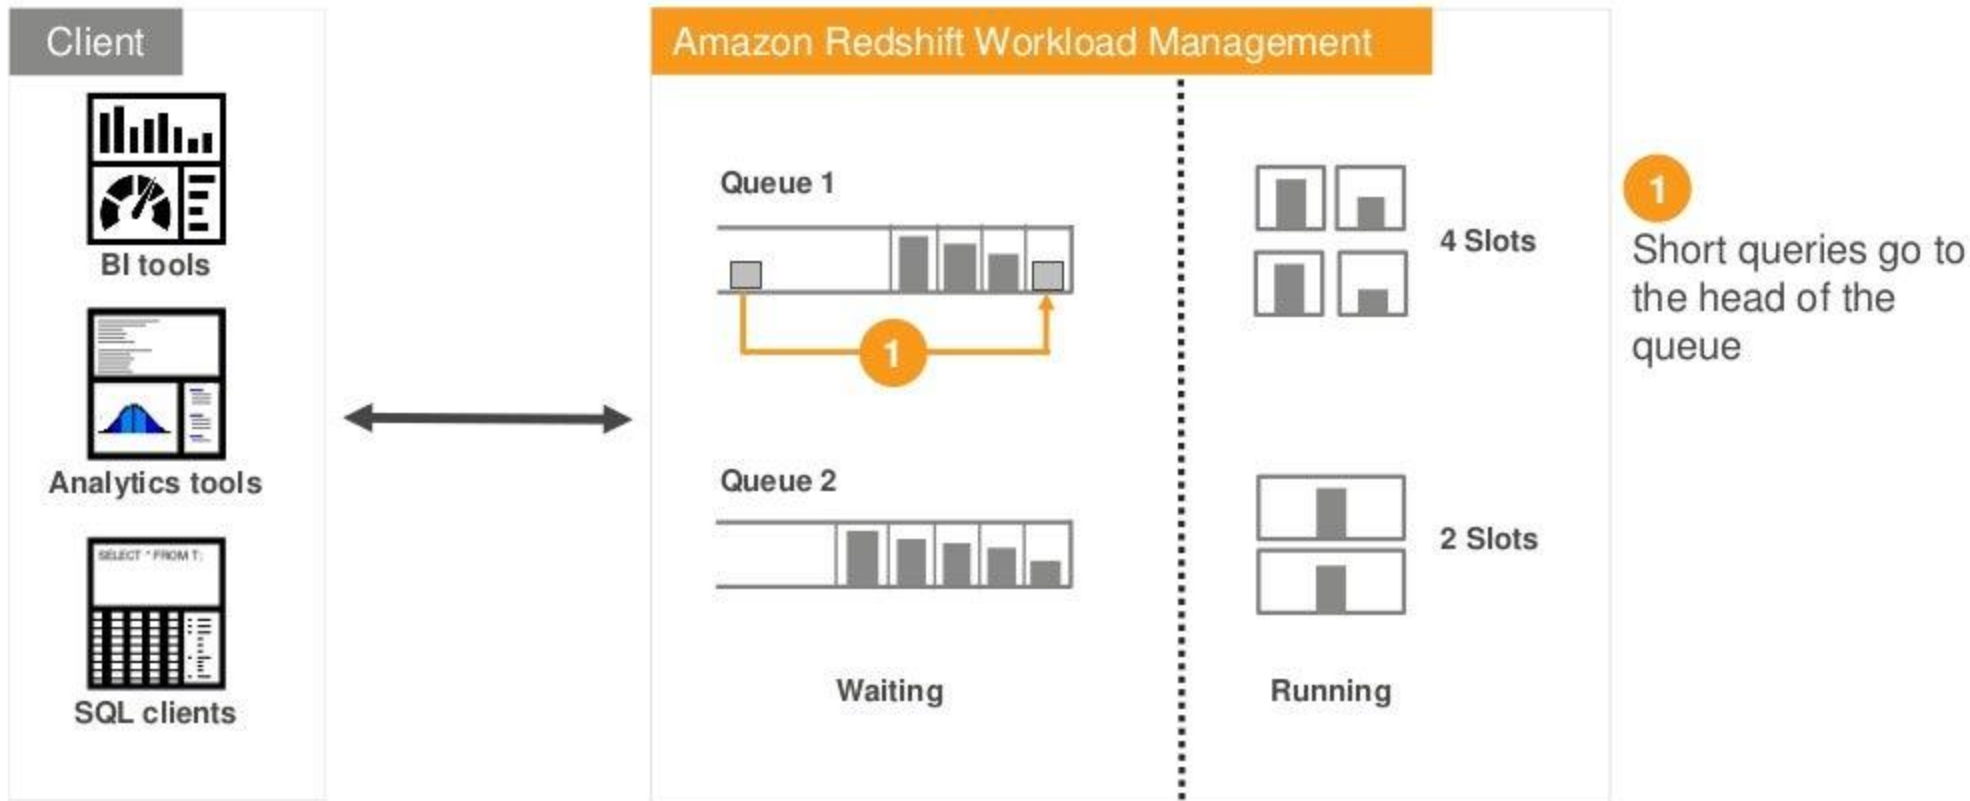 Client
Amazon Redshift Workload Management
BI tools
Analytics tools
SELECT * FROM T;
SQL clients
Queue 1
1
4 Slots
Queue 2
2 Slots
Waiting
Running
1
Short queries go to
the head of the
queue